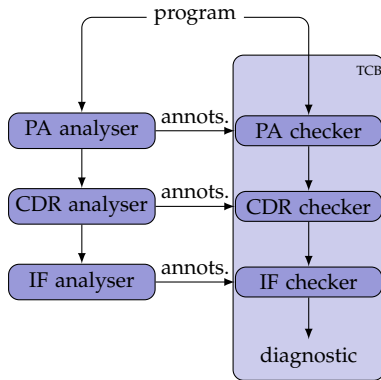 program
TCB
annots.
PA analyser
PA checker
annots.
CDR analyser
CDR checker
annots.
IF analyser
IF checker
diagnostic